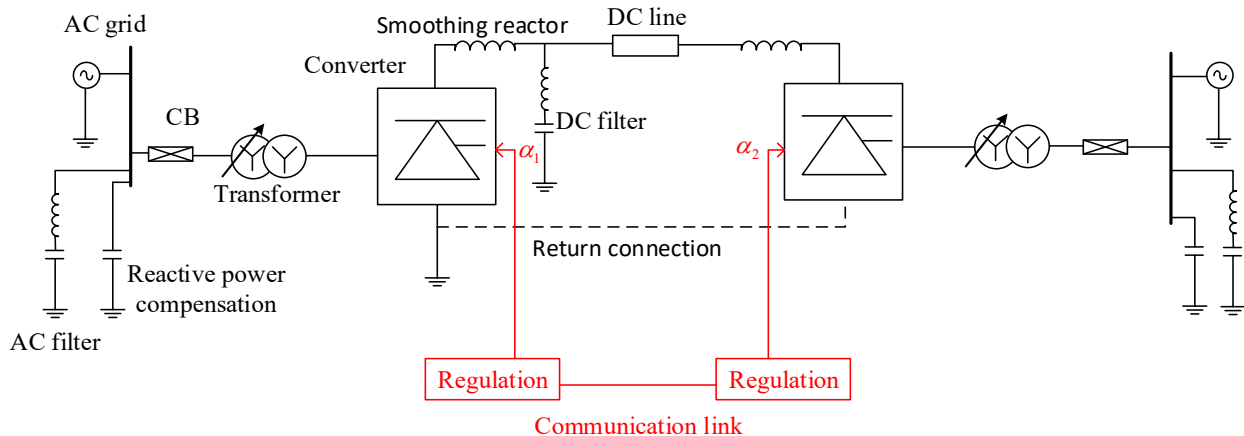 AC grid
Smoothing reactor
DC line
Converter
CB
DC filter
α1
α2
Transformer
Return connection
Reactive power
compensation
AC filter
Regulation
Regulation
Communication link